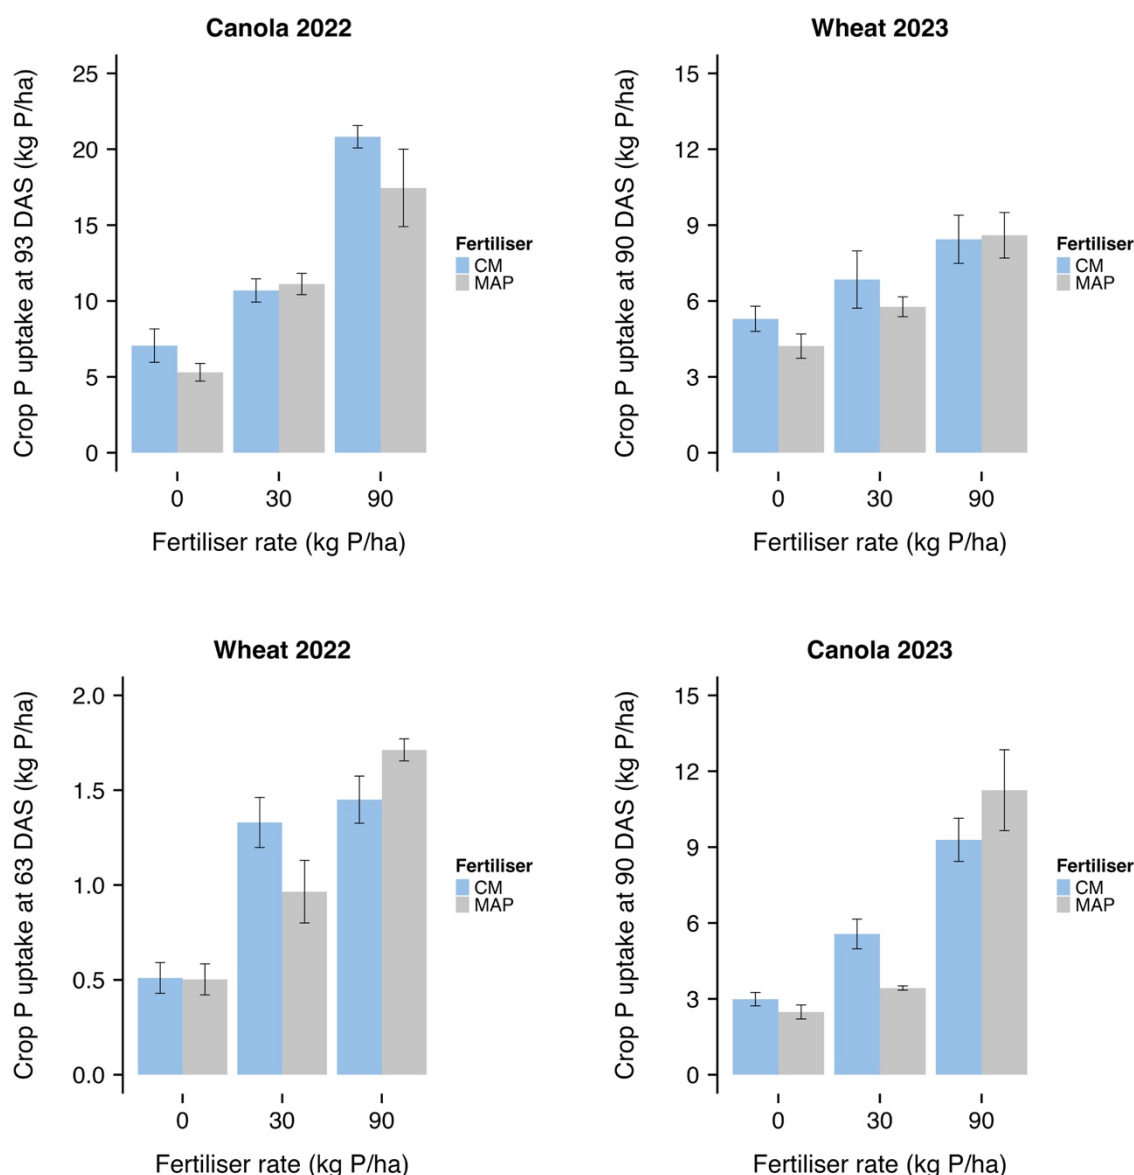 Canola 2022
Crop P uptake at 93 DAS (kg P/ha)
25
20
15
10
5
0
0 30 90
Fertiliser rate (kg P/ha)
Fertiliser
CM
MAP
Wheat 2023
Crop P uptake at 90 DAS (kg P/ha)
15
12
9
6
3
0
0 30 90
Fertiliser rate (kg P/ha)
Fertiliser
CM
MAP
Wheat 2022
Crop P uptake at 63 DAS (kg P/ha)
2.0
1.5
1.0
0.5
0.0
0 30 90
Fertiliser rate (kg P/ha)
Fertiliser
CM
MAP
Canola 2023
Crop P uptake at 90 DAS (kg P/ha)
15
12
9
6
3
0
0 30 90
Fertiliser rate (kg P/ha)
Fertiliser
CM
MAP